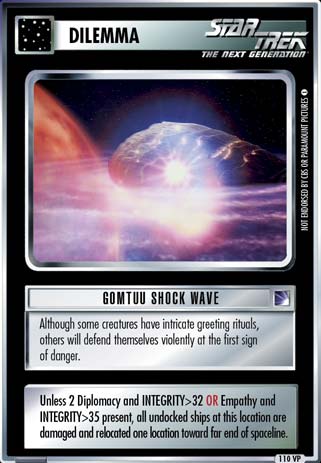 DILEMMA
STAR TREK
THE NEXT GENERATION®
NOT ENDORSED BY CBS OR PARAMOUNT PICTURES
GOMTUU SHOCK WAVE
Although some creatures have intricate greeting rituals,
others will defend themselves violently at the first sign
of danger.
Unless 2 Diplomacy and INTEGRITY>32 OR Empathy and
INTEGRITY>35 present, all undocked ships at this location are
damaged and relocated one location toward far end of spaceline.
110 VP